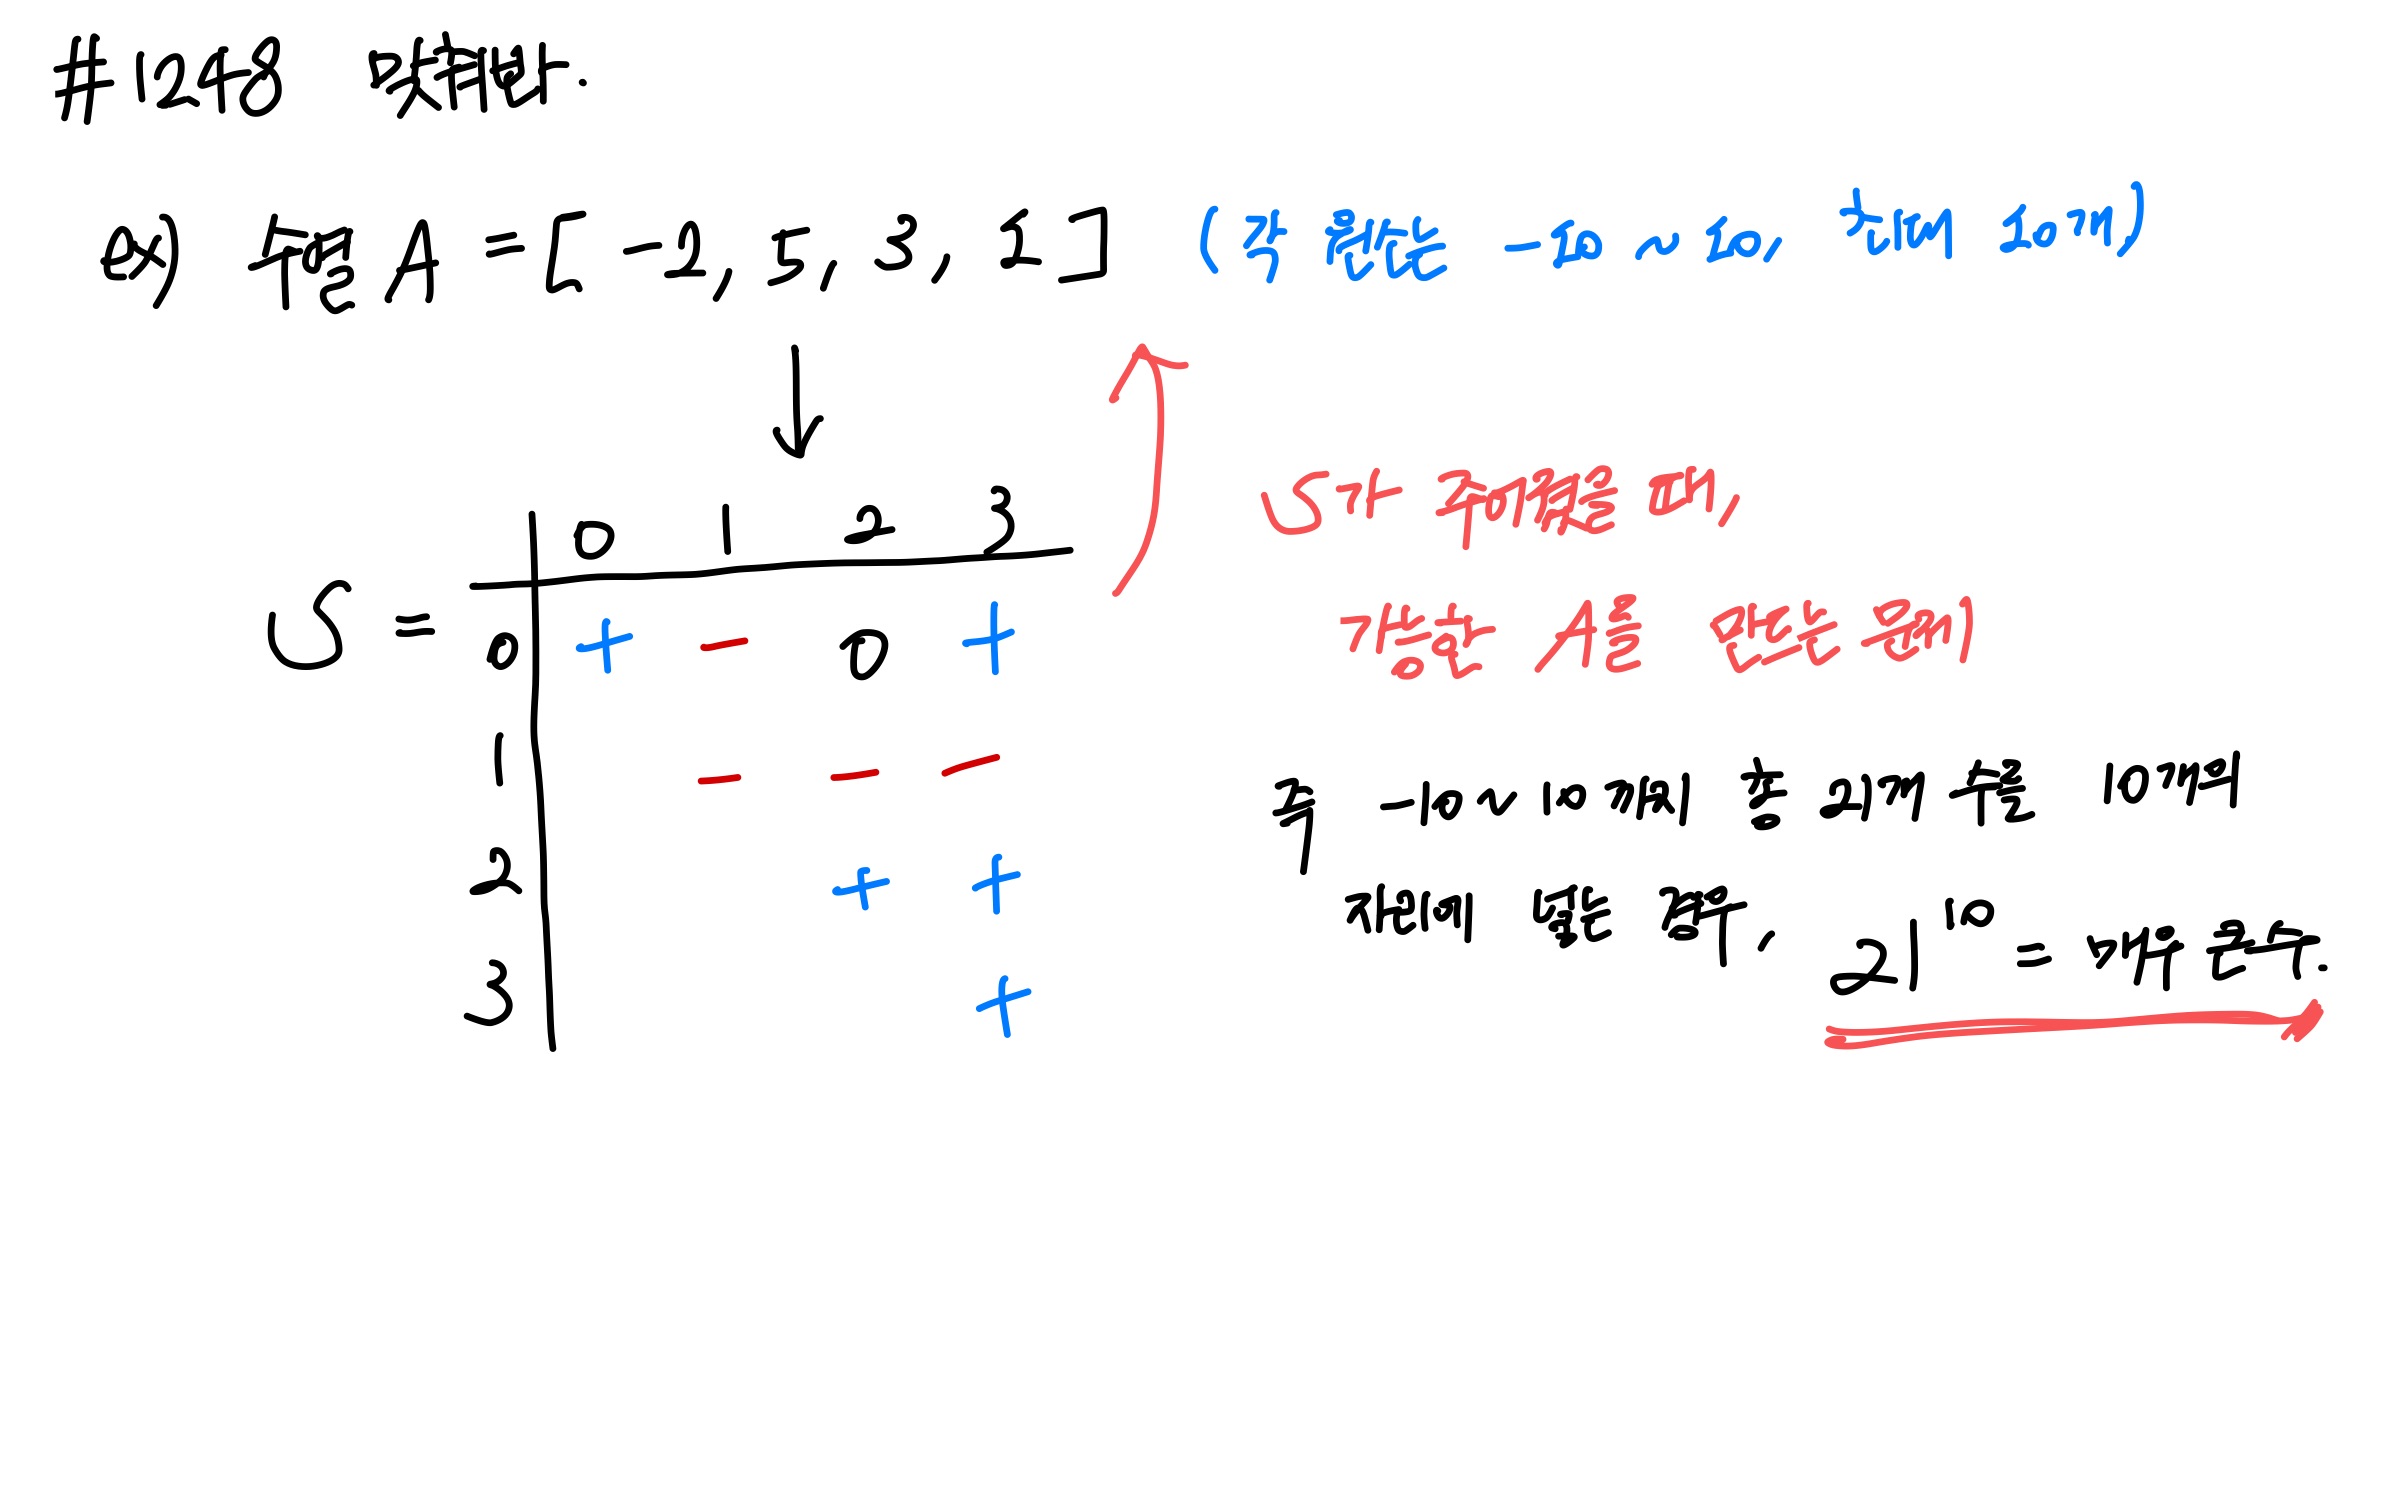 #1248 맞춰봐.
ex) 수열 A = [ -2, 5, 3, 1 ] (각 원소는 -10 ~ 10, 최대 10개)
S가 주어졌을 때,
가능한 A를 만드는 문제
0 1 2 3
S =
0 + - 0 +
1 - - -
2 + +
3 +
즉 -10 ~ 10까지 총 21개 수를 10개의
자리에 뽑는 경우,
21^10 = 매우 큰수.